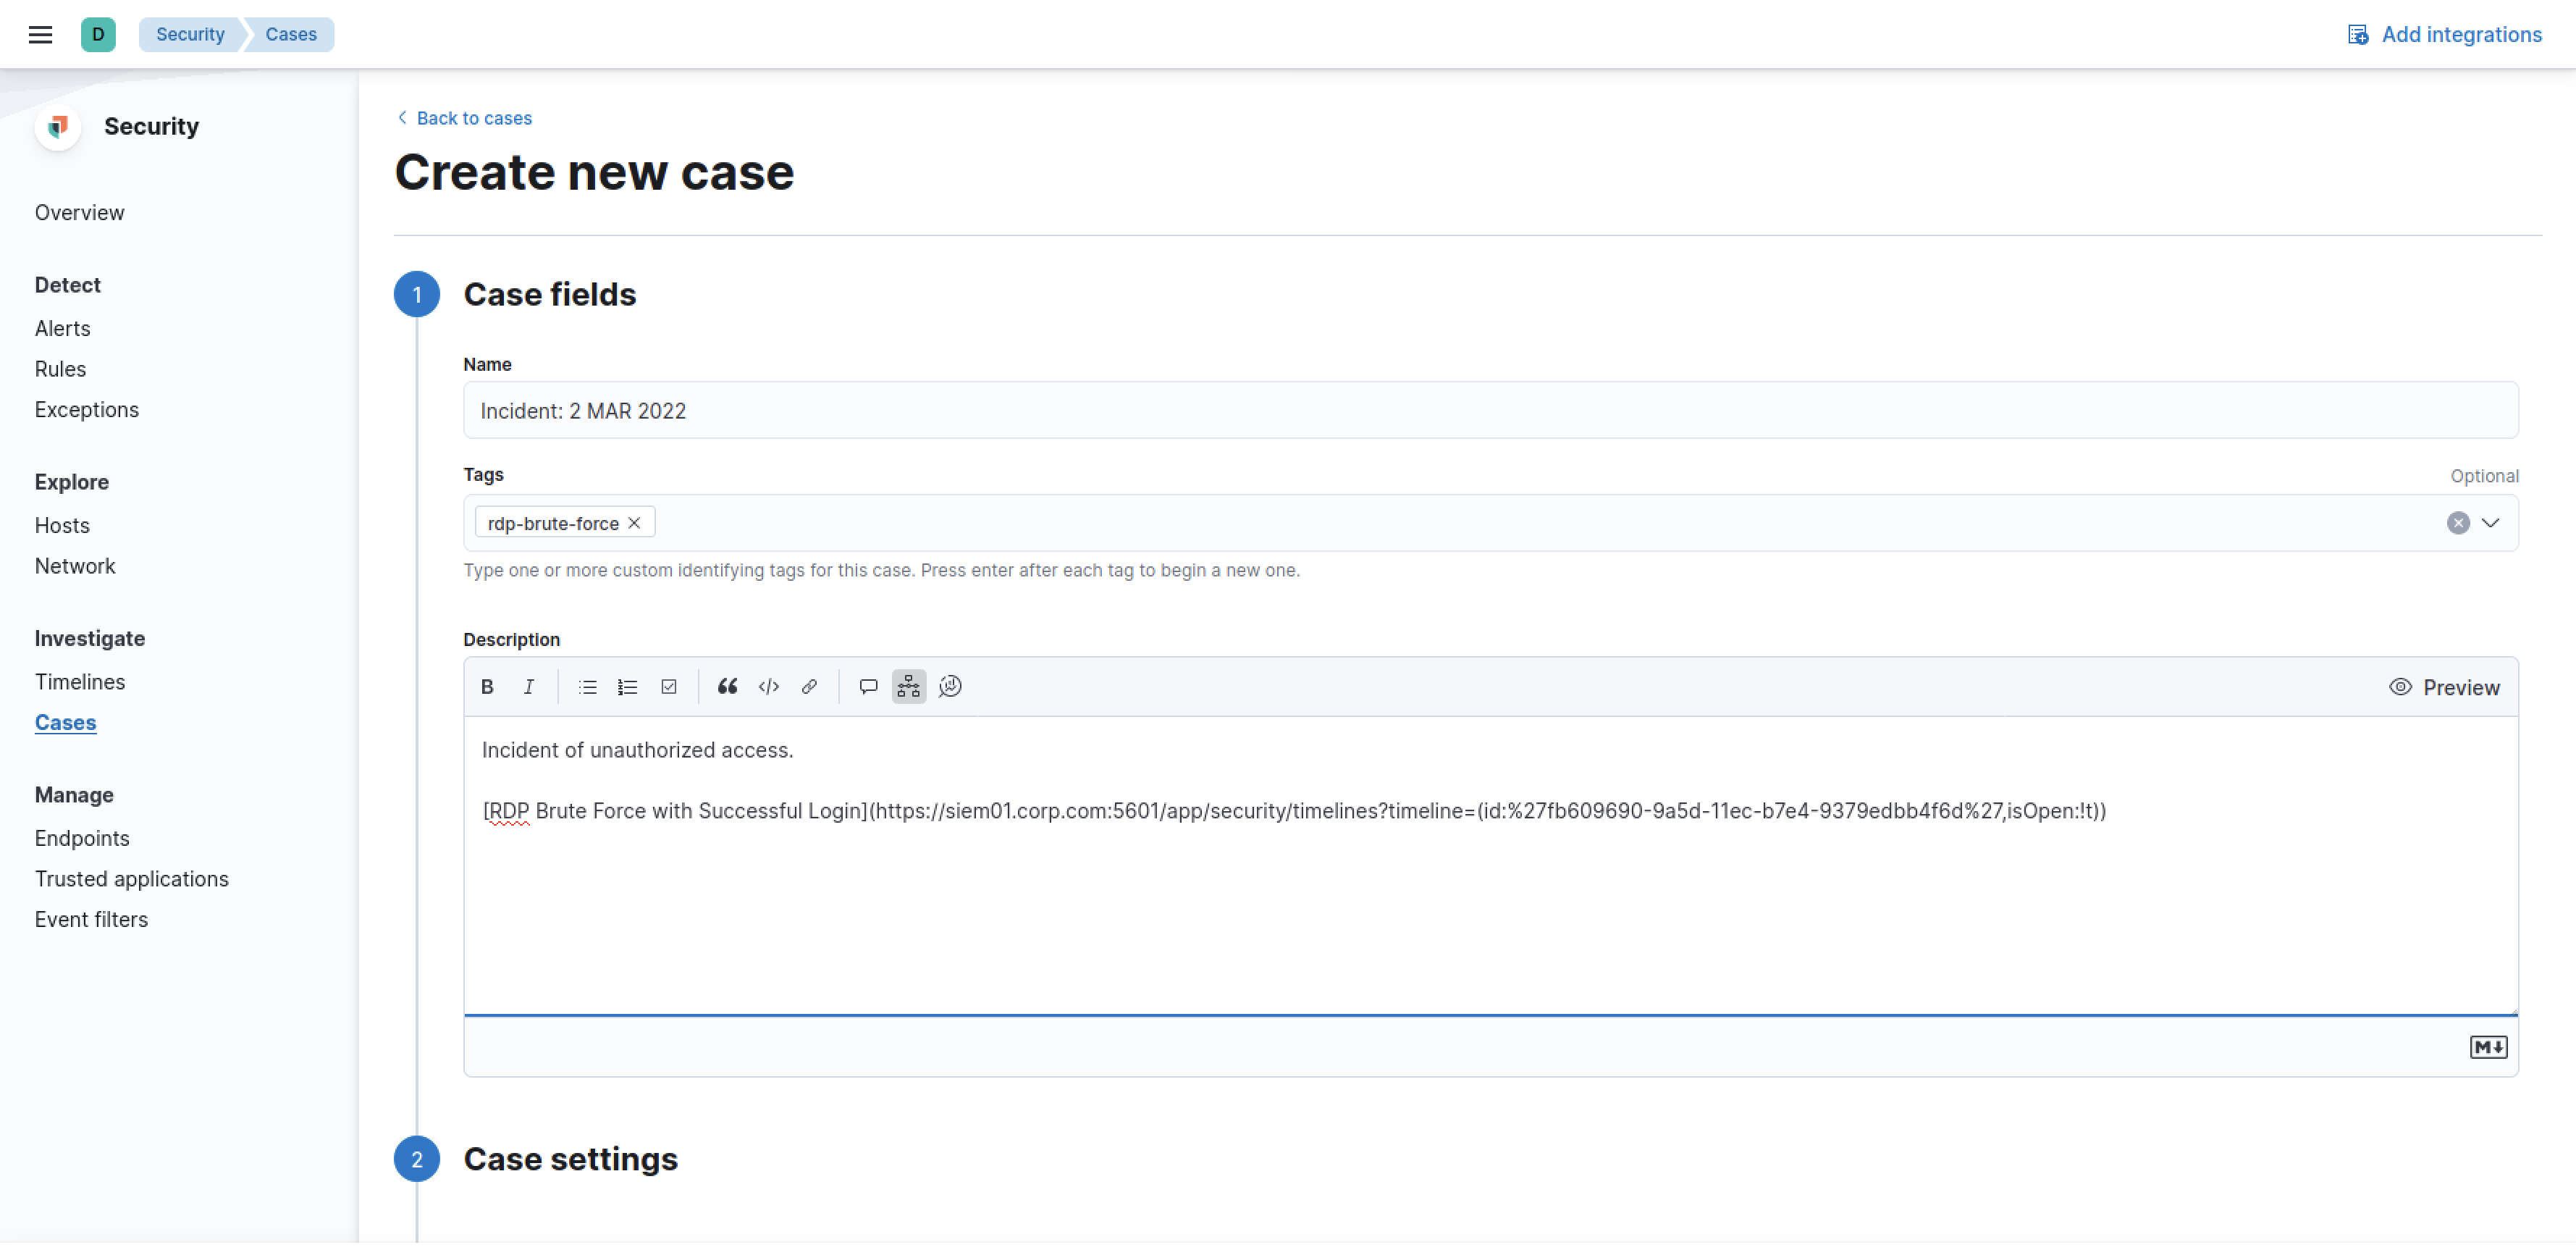 D
Security
Cases
Add integrations
Security
Overview
Detect
Alerts
Rules
Exceptions
Explore
Hosts
Network
Investigate
Timelines
Cases
Manage
Endpoints
Trusted applications
Event filters
Back to cases
Create new case
1
Case fields
Name
Incident: 2 MAR 2022
Tags
Optional
rdp-brute-force
Type one or more custom identifying tags for this case. Press enter after each tag to begin a new one.
Description
B I
Preview
Incident of unauthorized access.
[RDP Brute Force with Successful Login](https://siem01.corp.com:5601/app/security/timelines?timeline=(id:%27fb609690-9a5d-11ec-b7e4-9379edbb4f6d%27,isOpen:!t))
M
2
Case settings